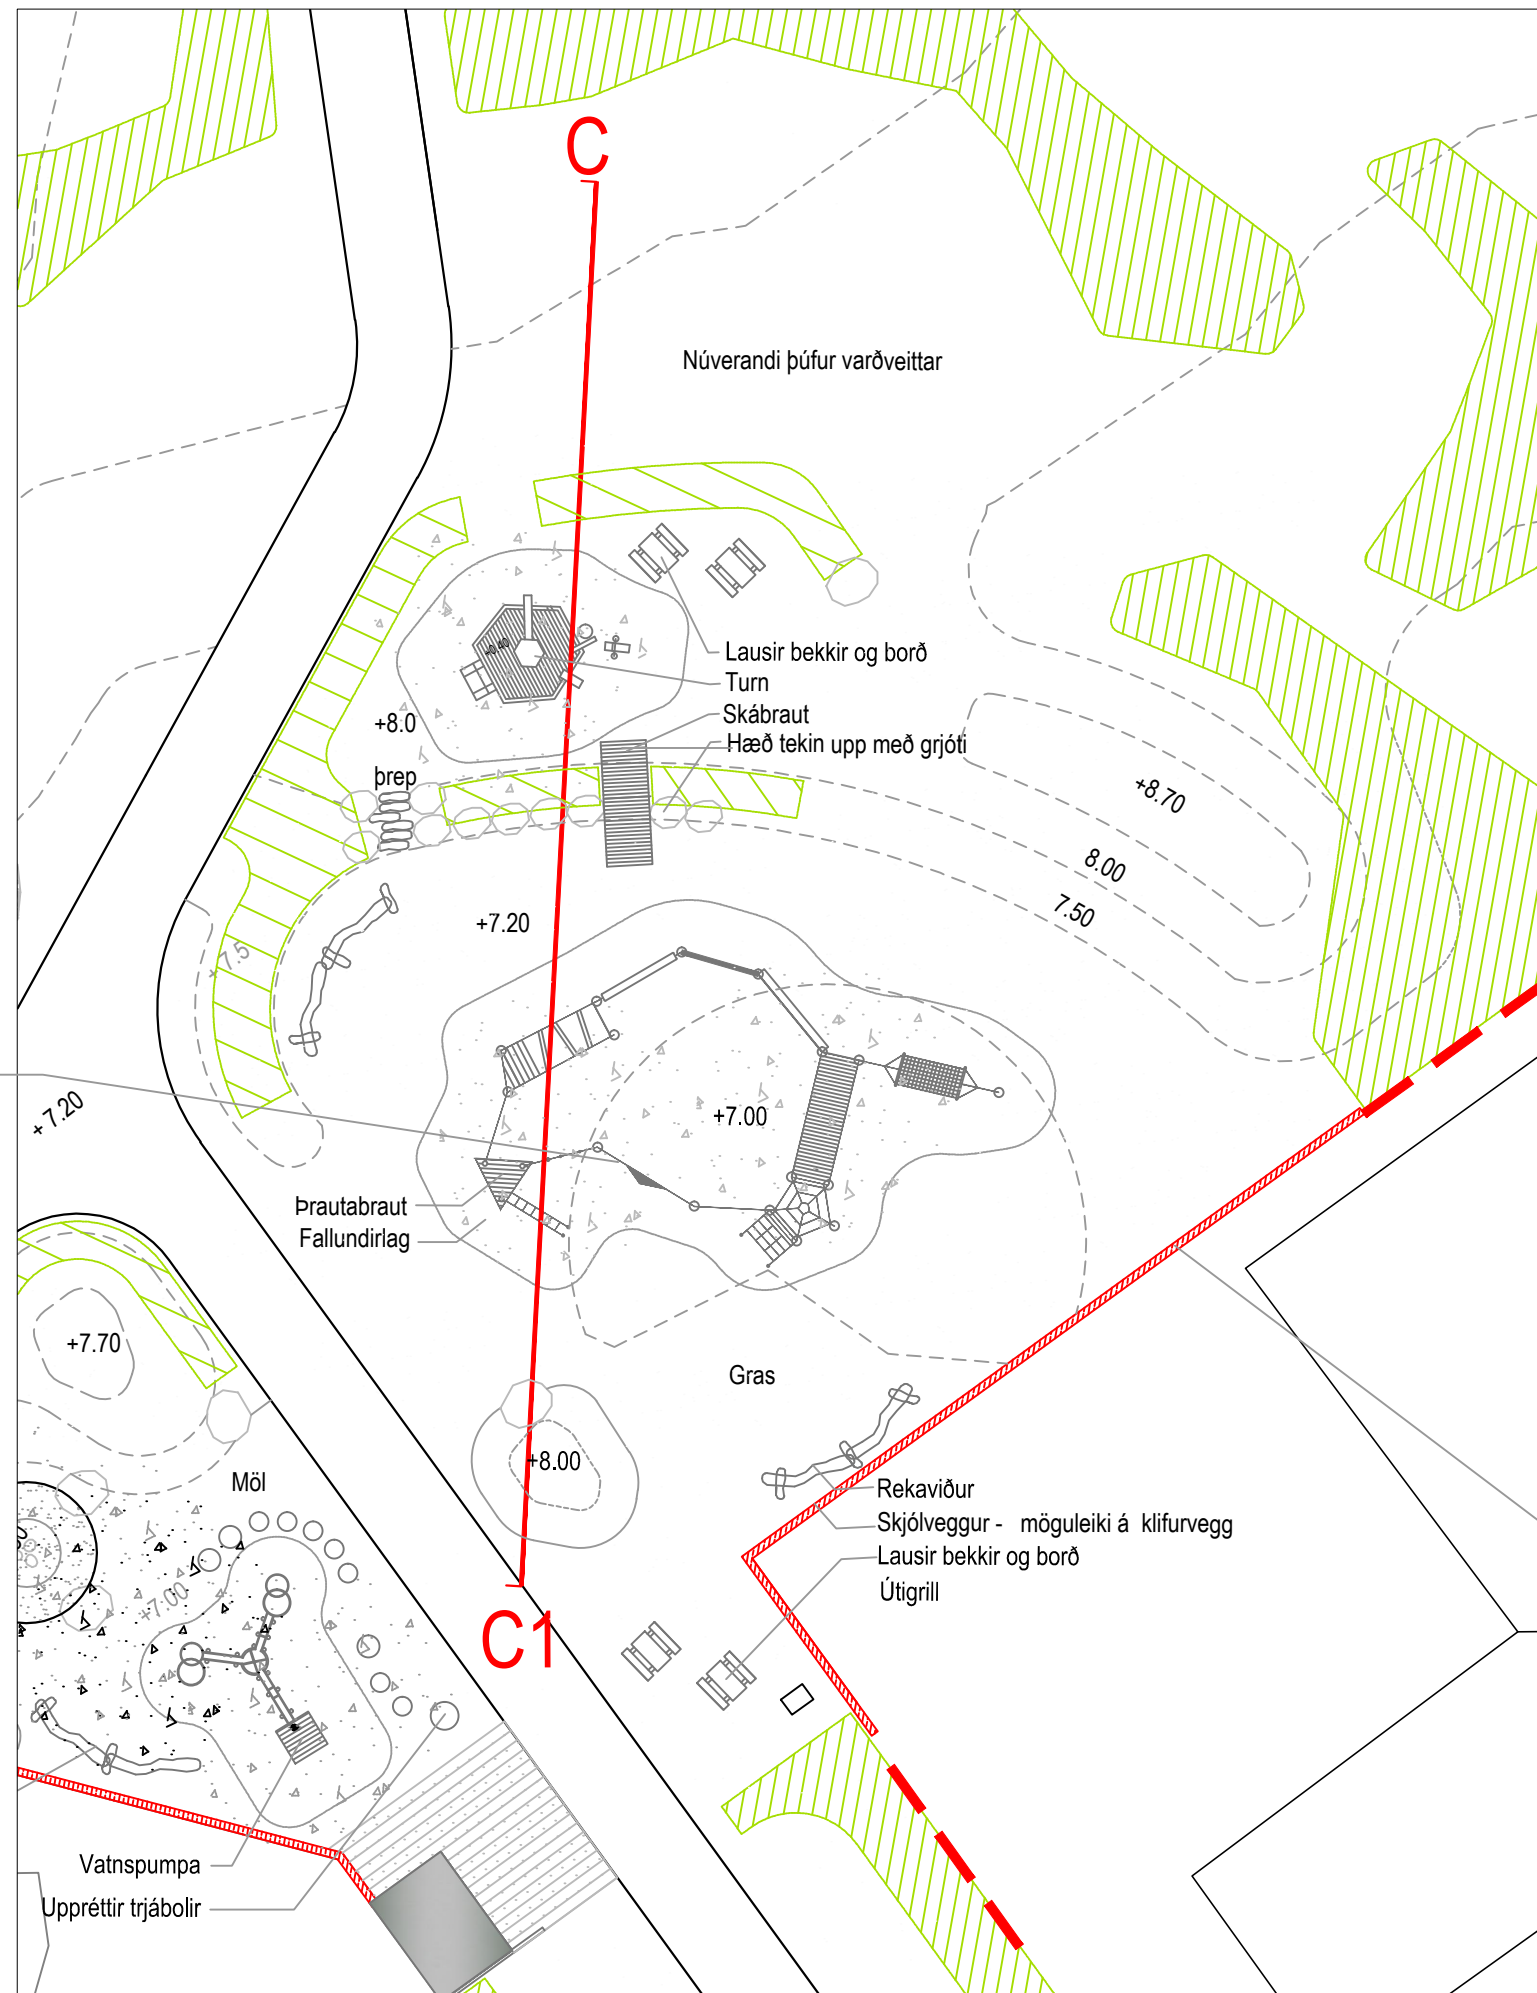 C
Núverandi þúfur varðveittar
Lausir bekkir og borð
Turn
Skábraut
Hæð tekin upp með grjóti
+8.0
þrep
+8.70
8.00
7.50
+7.20
+7.5
+7.20
+7.00
Þrautabraut
Fallundirlag
+7.70
Gras
+8.00
Möl
Rekaviður
Skjólveggur - möguleiki á klifurvegg
Lausir bekkir og borð
Útigrill
+7.00
C1
Vatnspumpa
Uppréttir trjábolir